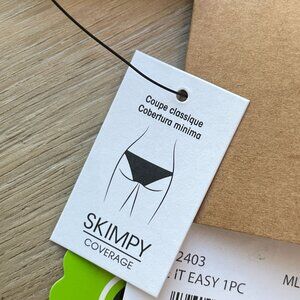 Coupe classique
Cobertura mínima
SKIMPY
COVERAGE
2403
IT EASY 1PC
ML